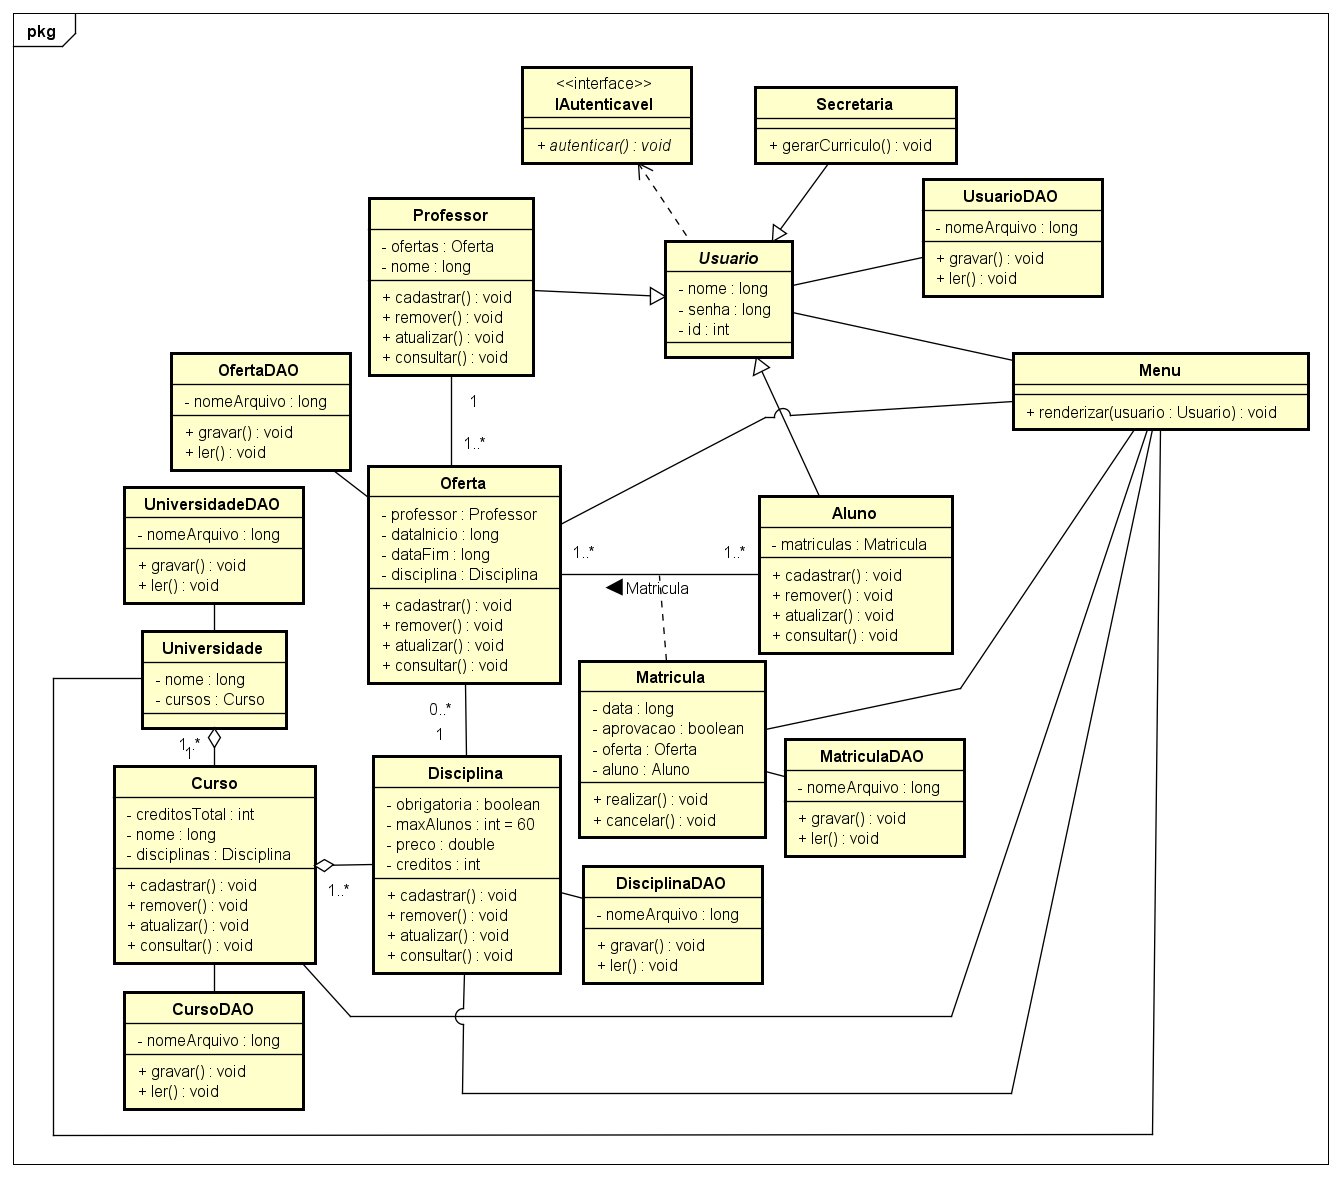 pkg
<<interface>>
IAutenticavel
+ autenticar() : void
Secretaria
+ gerarCurriculo() : void
UsuarioDAO
- nomeArquivo : long
+ gravar() : void
+ ler() : void
Professor
- ofertas : Oferta
- nome : long
+ cadastrar() : void
+ remover() : void
+ atualizar() : void
+ consultar() : void
Usuario
- nome : long
- senha : long
- id : int
Menu
+ renderizar(usuario : Usuario) : void
OfertaDAO
- nomeArquivo : long
+ gravar() : void
+ ler() : void
1
1..*
Oferta
- professor : Professor
- dataInicio : long
- dataFim : long
- disciplina : Disciplina
+ cadastrar() : void
+ remover() : void
+ atualizar() : void
+ consultar() : void
UniversidadeDAO
- nomeArquivo : long
+ gravar() : void
+ ler() : void
1..*
1..*
Matricula
Aluno
- matriculas : Matricula
+ cadastrar() : void
+ remover() : void
+ atualizar() : void
+ consultar() : void
Universidade
- nome : long
- cursos : Curso
1..*
1
0..*
1
Matricula
- data : long
- aprovacao : boolean
- oferta : Oferta
- aluno : Aluno
+ realizar() : void
+ cancelar() : void
MatriculaDAO
- nomeArquivo : long
+ gravar() : void
+ ler() : void
Curso
- creditosTotal : int
- nome : long
- disciplinas : Disciplina
+ cadastrar() : void
+ remover() : void
+ atualizar() : void
+ consultar() : void
1..*
Disciplina
- obrigatoria : boolean
- maxAlunos : int = 60
- preco : double
- creditos : int
+ cadastrar() : void
+ remover() : void
+ atualizar() : void
+ consultar() : void
DisciplinaDAO
- nomeArquivo : long
+ gravar() : void
+ ler() : void
CursoDAO
- nomeArquivo : long
+ gravar() : void
+ ler() : void